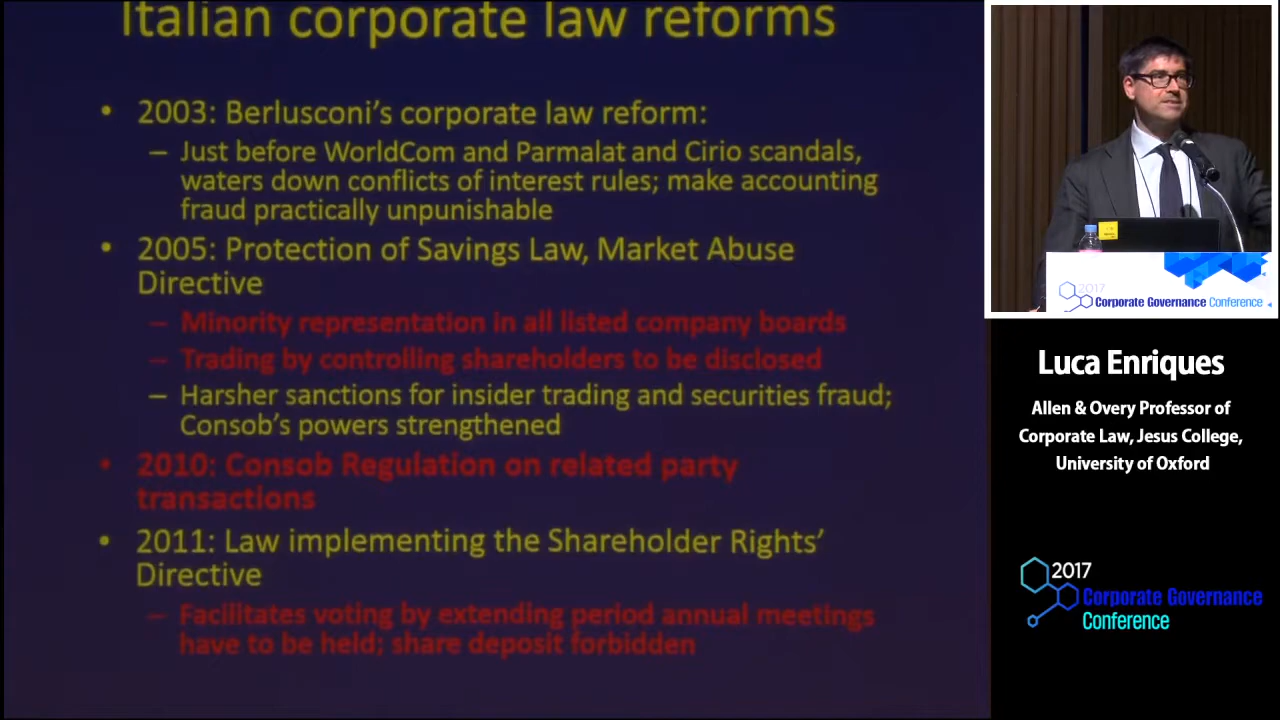 Italian corporate law reforms
• 2003: Berlusconi's corporate law reform:
– Just before WorldCom and Parmalat and Cirio scandals,
waters down conflicts of interest rules; make accounting
fraud practically unpunishable
• 2005: Protection of Savings Law, Market Abuse
Directive
– Minority representation in all listed company boards
– Trading by controlling shareholders to be disclosed
– Harsher sanctions for insider trading and securities fraud;
Consob's powers strengthened
• 2010: Consob Regulation on related party
transactions
• 2011: Law implementing the Shareholder Rights'
Directive
– Facilitates voting by extending period annual meetings
have to be held; share deposit forbidden
2017
Corporate Governance Conference
Luca Enriques
Allen & Overy Professor of
Corporate Law, Jesus College,
University of Oxford
2017
Corporate Governance
Conference